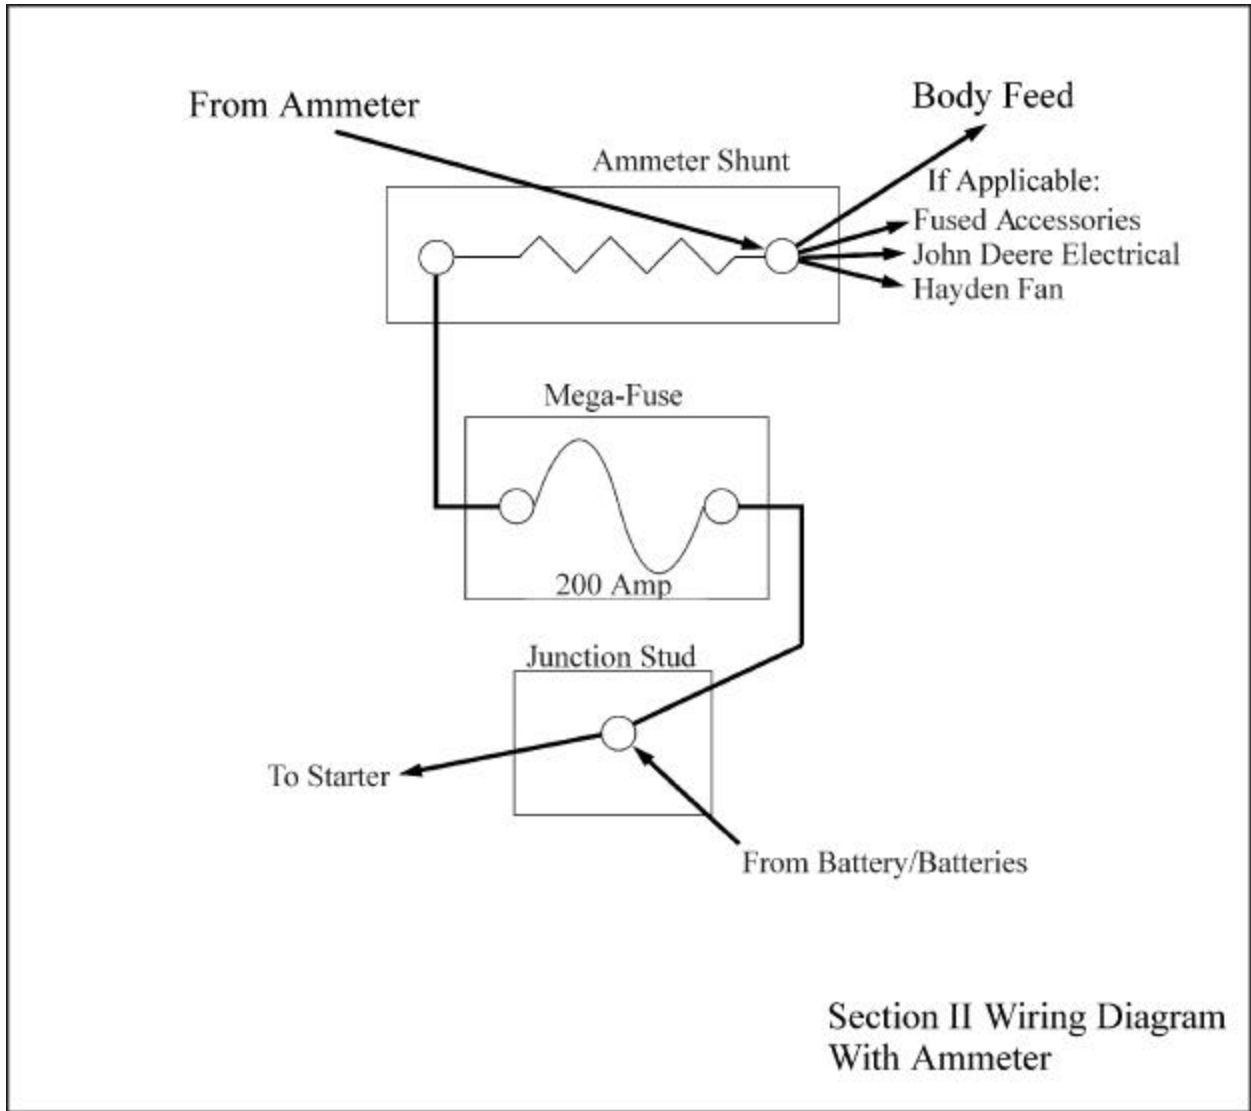 From Ammeter
Body Feed
Ammeter Shunt
If Applicable:
Fused Accessories
John Deere Electrical
Hayden Fan
Mega-Fuse
200 Amp
Junction Stud
To Starter
From Battery/Batteries
Section II Wiring Diagram
With Ammeter